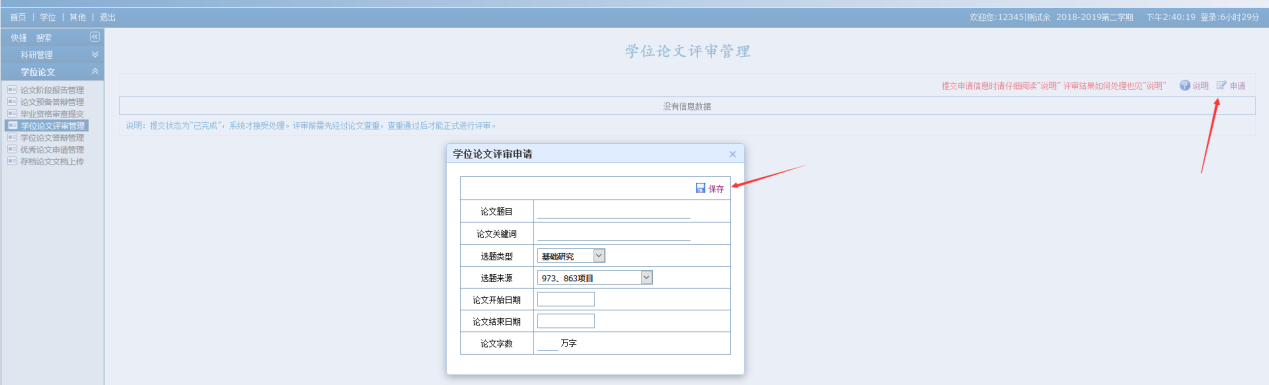 首页 | 学位 | 其他 | 退出
欢迎您:12345|测试余 2018-2019第二学期 下午2:40:19 登录:6小时29分
快捷 搜索
科研管理
学位论文
论文阶段报告管理
论文预备答辩管理
毕业资格审查提交
学位论文评审管理
学位论文答辩管理
优秀论文申请管理
存档论文文档上传
学位论文评审管理
提交申请信息时请仔细阅读"说明" 评审结果如何处理也见"说明" 说明 申请
没有信息数据
说明：提交状态为"已完成"，系统才接受处理。评审前需先经过论文查重，查重通过后才能正式进行评审。
学位论文评审申请
保存
论文题目
论文关键词
选题类型 基础研究
选题来源 973、863项目
论文开始日期
论文结束日期
论文字数 万字